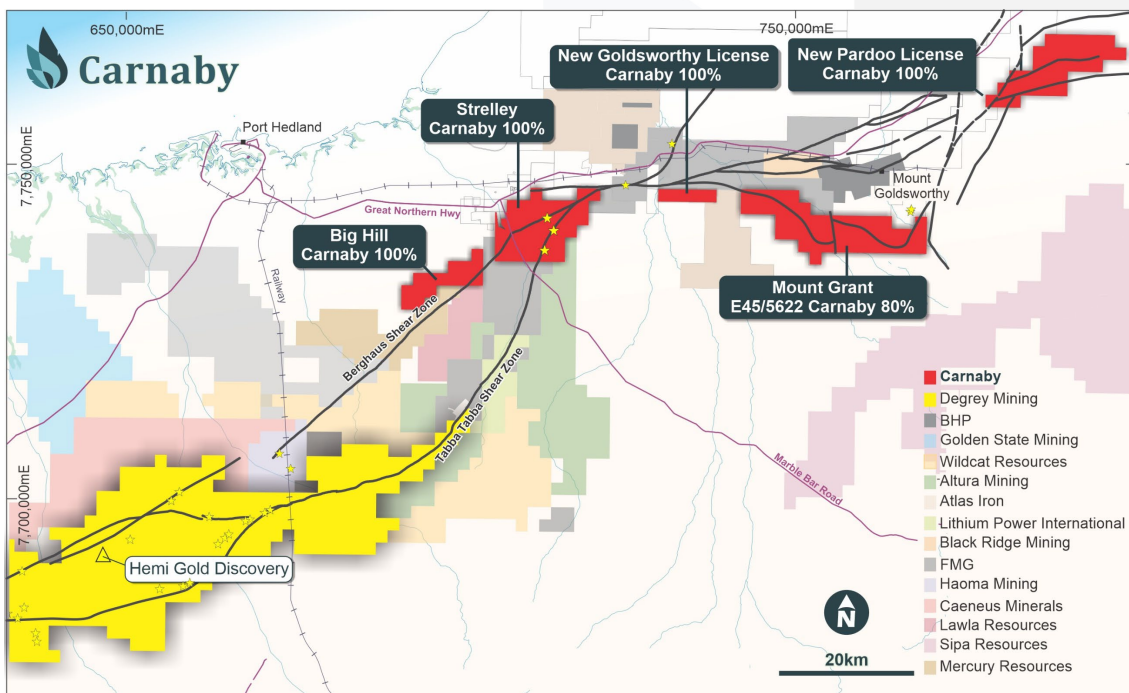 650,000mE
750,000mE
Carnaby
New Goldsworthy License
Carnaby 100%
New Pardoo License
Carnaby 100%
Strelley
Carnaby 100%
Port Hedland
7,750,000mE
Mount
Goldsworthy
Great Northern Hwy
Big Hill
Carnaby 100%
Railway
Mount Grant
E45/5622 Carnaby 80%
Berghaus Shear Zone
Tabba Tabba Shear Zone
Marble Bar Road
7,700,000mE
Hemi Gold Discovery
Carnaby
Degrey Mining
BHP
Golden State Mining
Wildcat Resources
Altura Mining
Atlas Iron
Lithium Power International
Black Ridge Mining
FMG
Haoma Mining
Caeneus Minerals
Lawla Resources
Sipa Resources
Mercury Resources
N
20km